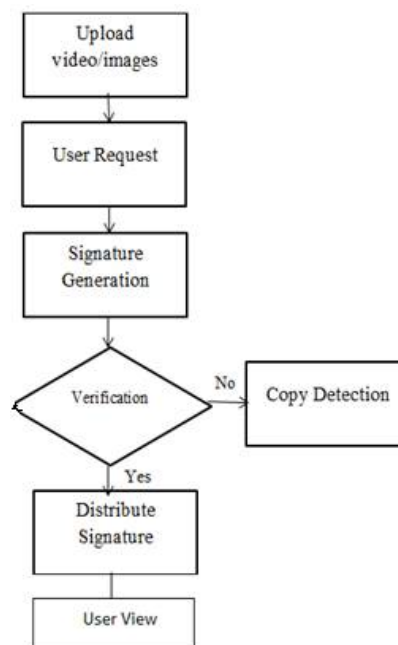 Upload
video/images
User Request
Signature
Generation
Verification
No
Copy Detection
Yes
Distribute
Signature
User View